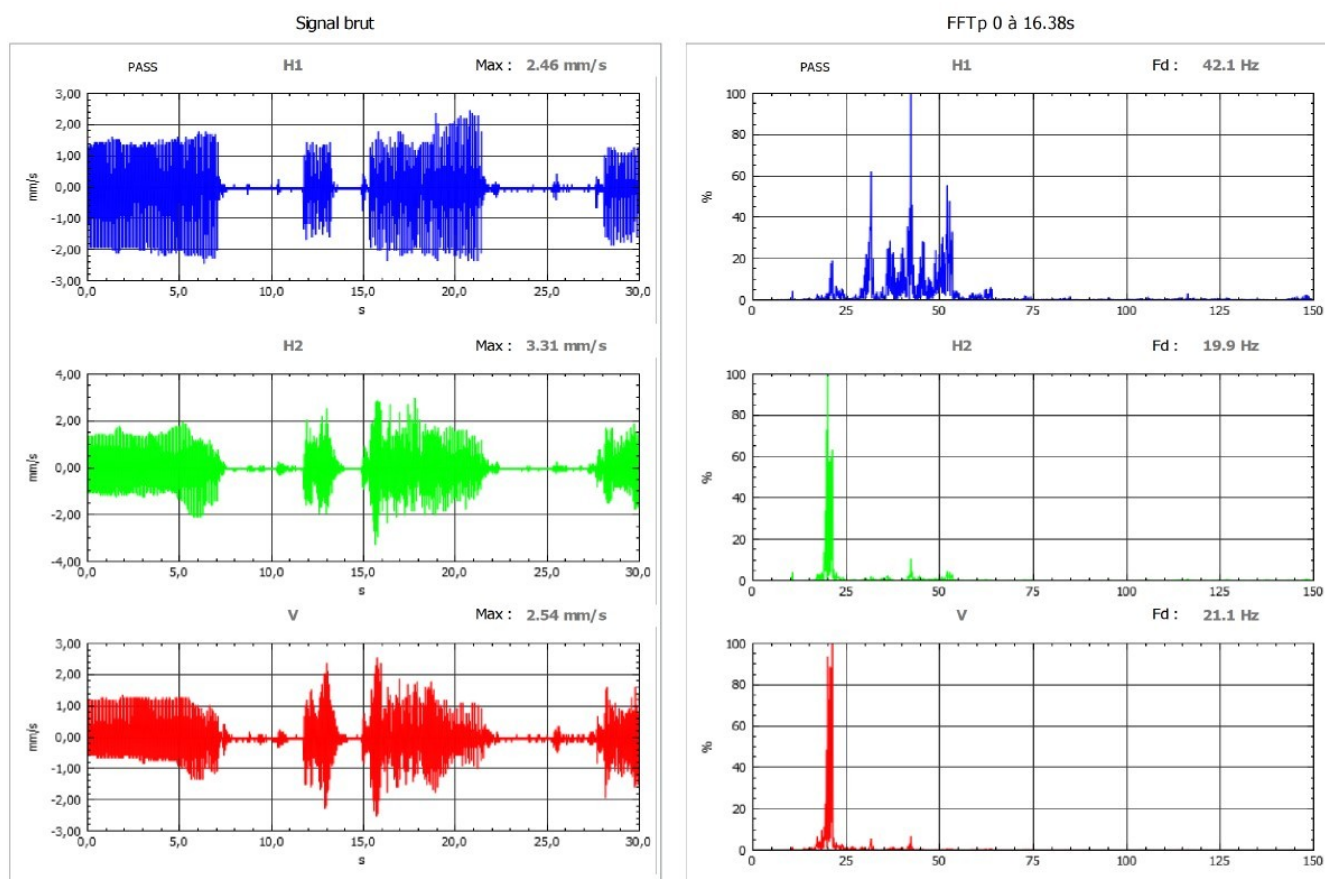 Signal brut
FFTp 0 à 16.38s
PASS H1 Max : 2.46 mm/s
3,00
2,00
1,00
0,00
-1,00
-2,00
-3,00
mm/s
0,0 5,0 10,0 15,0 20,0 25,0 30,0
s
H2 Max : 3.31 mm/s
4,00
2,00
0,00
-2,00
-4,00
mm/s
0,0 5,0 10,0 15,0 20,0 25,0 30,0
s
V Max : 2.54 mm/s
3,00
2,00
1,00
0,00
-1,00
-2,00
-3,00
mm/s
0,0 5,0 10,0 15,0 20,0 25,0 30,0
s
PASS H1 Fd : 42.1 Hz
100
80
60
40
20
0
%
0 25 50 75 100 125 150
H2 Fd : 19.9 Hz
100
80
60
40
20
0
%
0 25 50 75 100 125 150
V Fd : 21.1 Hz
100
80
60
40
20
0
%
0 25 50 75 100 125 150